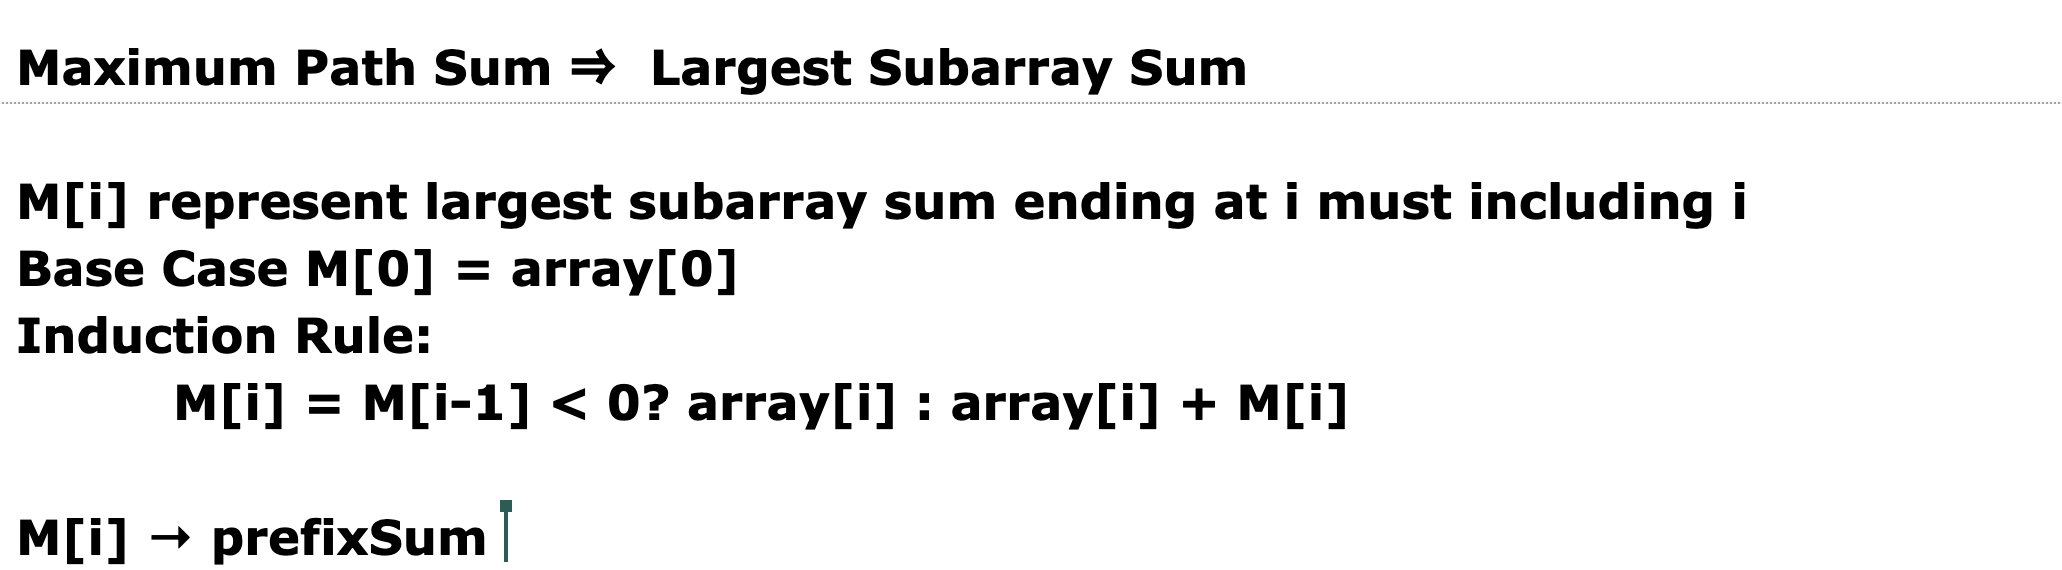 Maximum Path Sum ⇒ Largest Subarray Sum
M[i] represent largest subarray sum ending at i must including i
Base Case M[0] = array[0]
Induction Rule:
M[i] = M[i-1] < 0? array[i] : array[i] + M[i]
M[i] → prefixSum